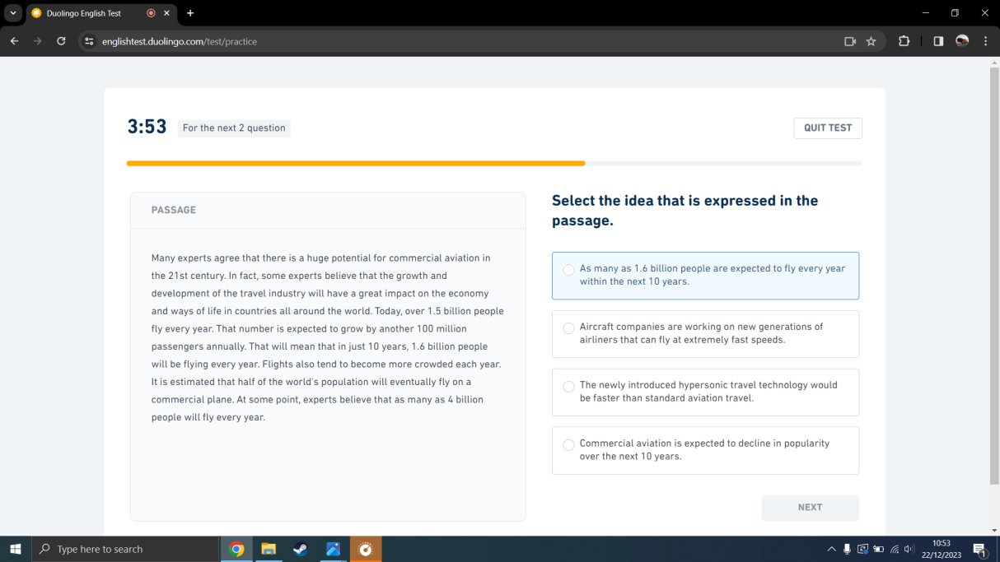 Duolingo English Test
englishtest.duolingo.com/test/practice
3:53
For the next 2 question
QUIT TEST
PASSAGE
Many experts agree that there is a huge potential for commercial aviation in
the 21st century. In fact, some experts believe that the growth and
development of the travel industry will have a great impact on the economy
and ways of life in countries all around the world. Today, over 1.5 billion people
fly every year. That number is expected to grow by another 100 million
passengers annually. That will mean that in just 10 years, 1.6 billion people
will be flying every year. Flights also tend to become more crowded each year.
It is estimated that half of the world's population will eventually fly on a
commercial plane. At some point, experts believe that as many as 4 billion
people will fly every year.
Select the idea that is expressed in the
passage.
As many as 1.6 billion people are expected to fly every year
within the next 10 years.
Aircraft companies are working on new generations of
airliners that can fly at extremely fast speeds.
The newly introduced hypersonic travel technology would
be faster than standard aviation travel.
Commercial aviation is expected to decline in popularity
over the next 10 years.
NEXT
Type here to search
10:53
22/12/2023
1